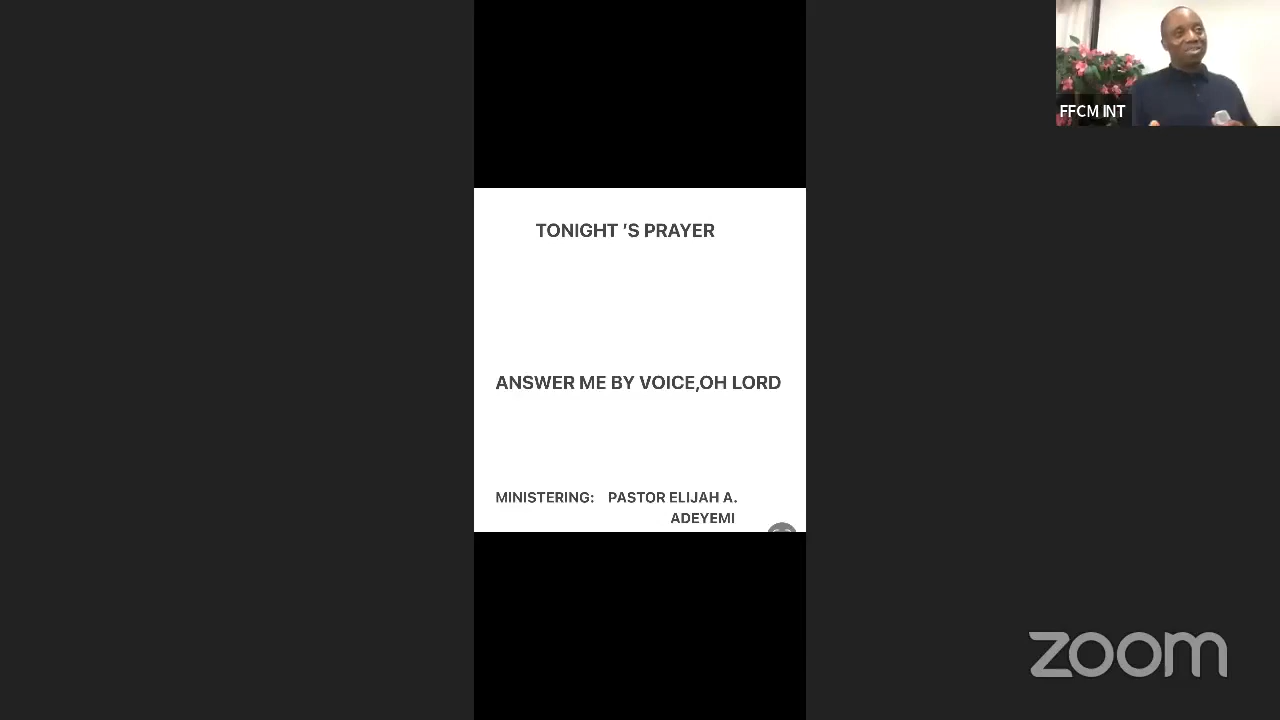 FFCM INT
TONIGHT 'S PRAYER
ANSWER ME BY VOICE,OH LORD
MINISTERING: PASTOR ELIJAH A.
ADEYEMI
zoom